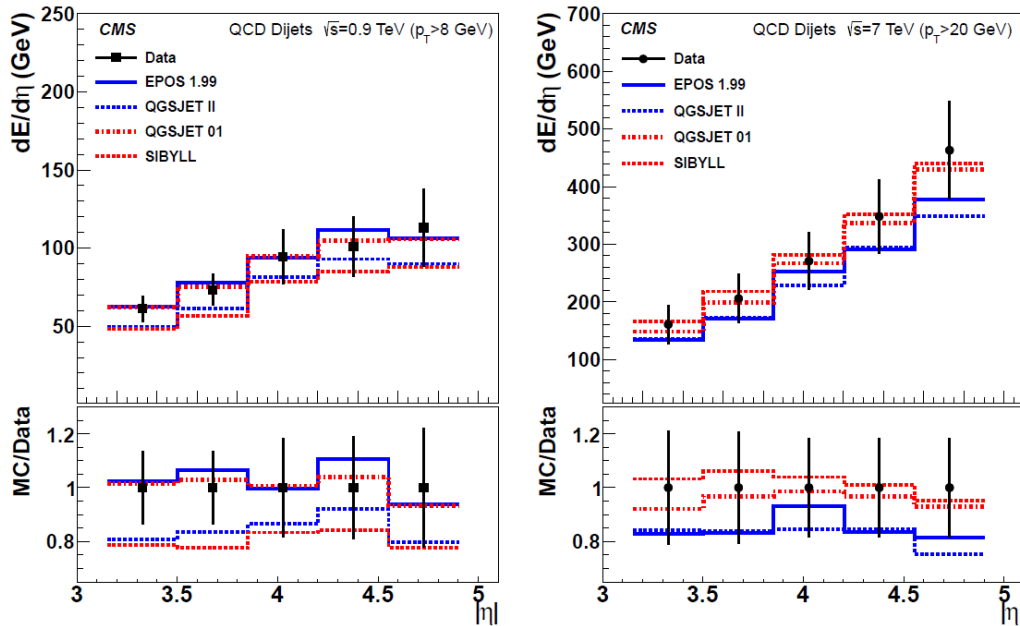 CMS QCD Dijets √s=0.9 TeV (p_T>8 GeV)
dE/dη (GeV)
250
200
150
100
50
Data
EPOS 1.99
QGSJET II
QGSJET 01
SIBYLL
MC/Data
1.2
1
0.8
3 3.5 4 4.5 5
|η|
CMS QCD Dijets √s=7 TeV (p_T>20 GeV)
dE/dη (GeV)
700
600
500
400
300
200
100
Data
EPOS 1.99
QGSJET II
QGSJET 01
SIBYLL
MC/Data
1.2
1
0.8
3 3.5 4 4.5 5
|η|